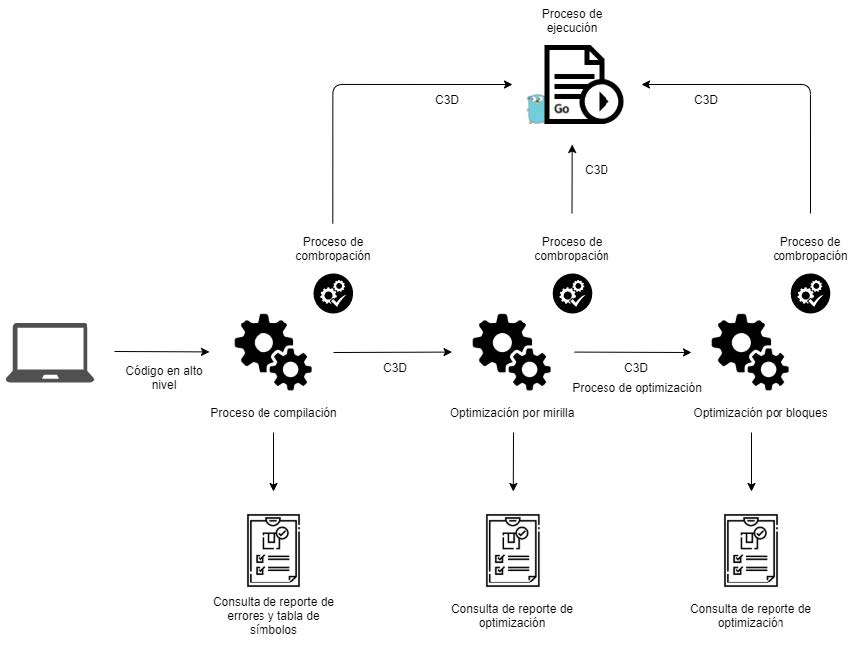 Proceso de
ejecución
Go
C3D
C3D
C3D
Proceso de
combropación
Proceso de
combropación
Proceso de
combropación
Código en alto
nivel
C3D
C3D
Proceso de optimización
Proceso de compilación
Optimización por mirilla
Optimización por bloques
Consulta de reporte de
errores y tabla de
símbolos
Consulta de reporte de
optimización
Consulta de reporte de
optimización